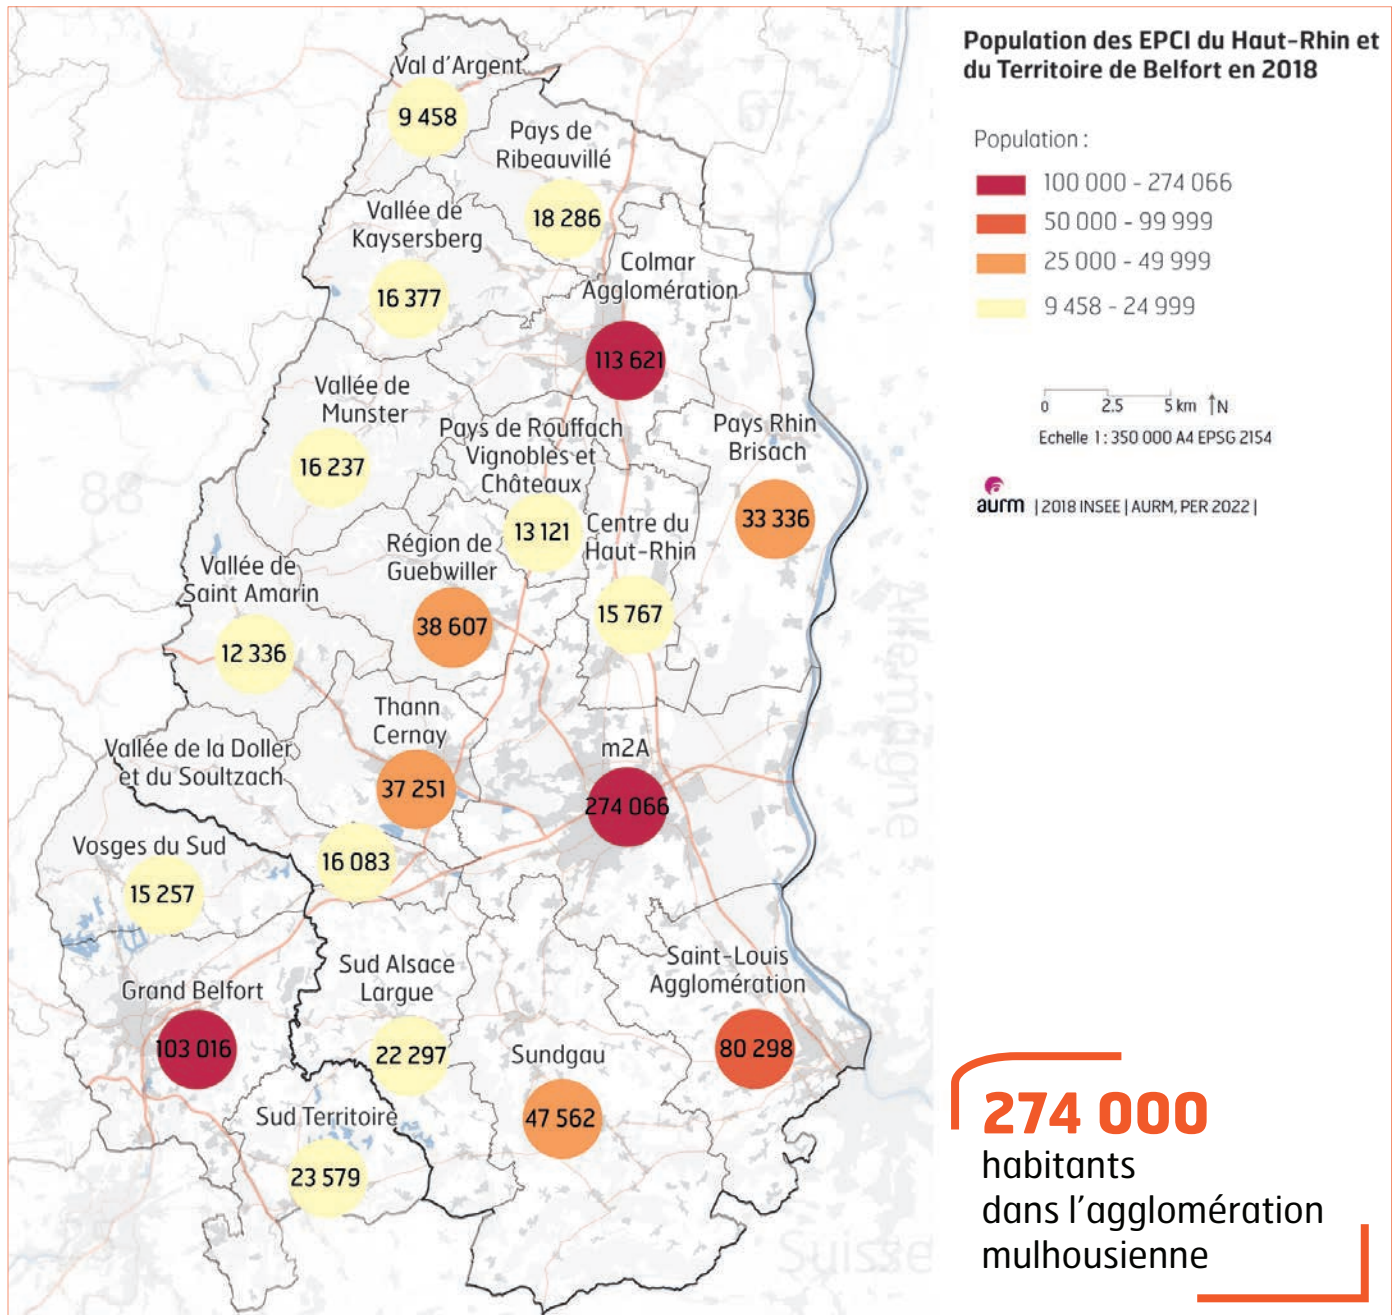 Population des EPCI du Haut-Rhin et
du Territoire de Belfort en 2018
Population :
100 000 - 274 066
50 000 - 99 999
25 000 - 49 999
9 458 - 24 999
0 2.5 5 km N
Echelle 1 : 350 000 A4 EPSG 2154
aurm | 2018 INSEE | AURM, PER 2022 |
Val d'Argent
9 458
67
Pays de
Ribeauvillé
18 286
Vallée de
Kaysersberg
16 377
Colmar
Agglomération
113 621
Vallée de
Munster
16 237
Pays de Rouffach
Vignobles et
Châteaux
13 121
Pays Rhin
Brisach
33 336
88
Centre du
Haut-Rhin
15 767
Région de
Guebwiller
38 607
Vallée de
Saint Amarin
12 336
Allemagne
Thann
Cernay
37 251
Vallée de la Doller
et du Soultzach
16 083
m2A
274 066
Vosges du Sud
15 257
Grand Belfort
103 016
Sud Alsace
Largue
22 297
Saint-Louis
Agglomération
80 298
Sundgau
47 562
Sud Territoire
23 579
Suisse
274 000
habitants
dans l'agglomération
mulhousienne